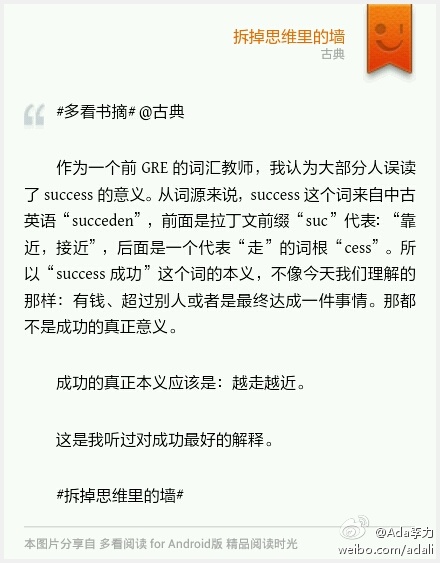 拆掉思维里的墙
古典
#多看书摘# @古典
作为一个前 GRE 的词汇教师，我认为大部分人误读
了 success 的意义。从词源来说，success 这个词来自中古
英语“succeden”，前面是拉丁文前缀“suc”代表：“靠
近，接近”，后面是一个代表“走”的词根“cess”。所
以“success 成功”这个词的本义，不像今天我们理解的
那样：有钱、超过别人或者是最终达成一件事情。那都
不是成功的真正意义。
成功的真正本义应该是：越走越近。
这是我听过对成功最好的解释。
#拆掉思维里的墙#
@Ada李力
本图片分享自 多看阅读 for Android版 精品阅读时光
weibo.com/adali